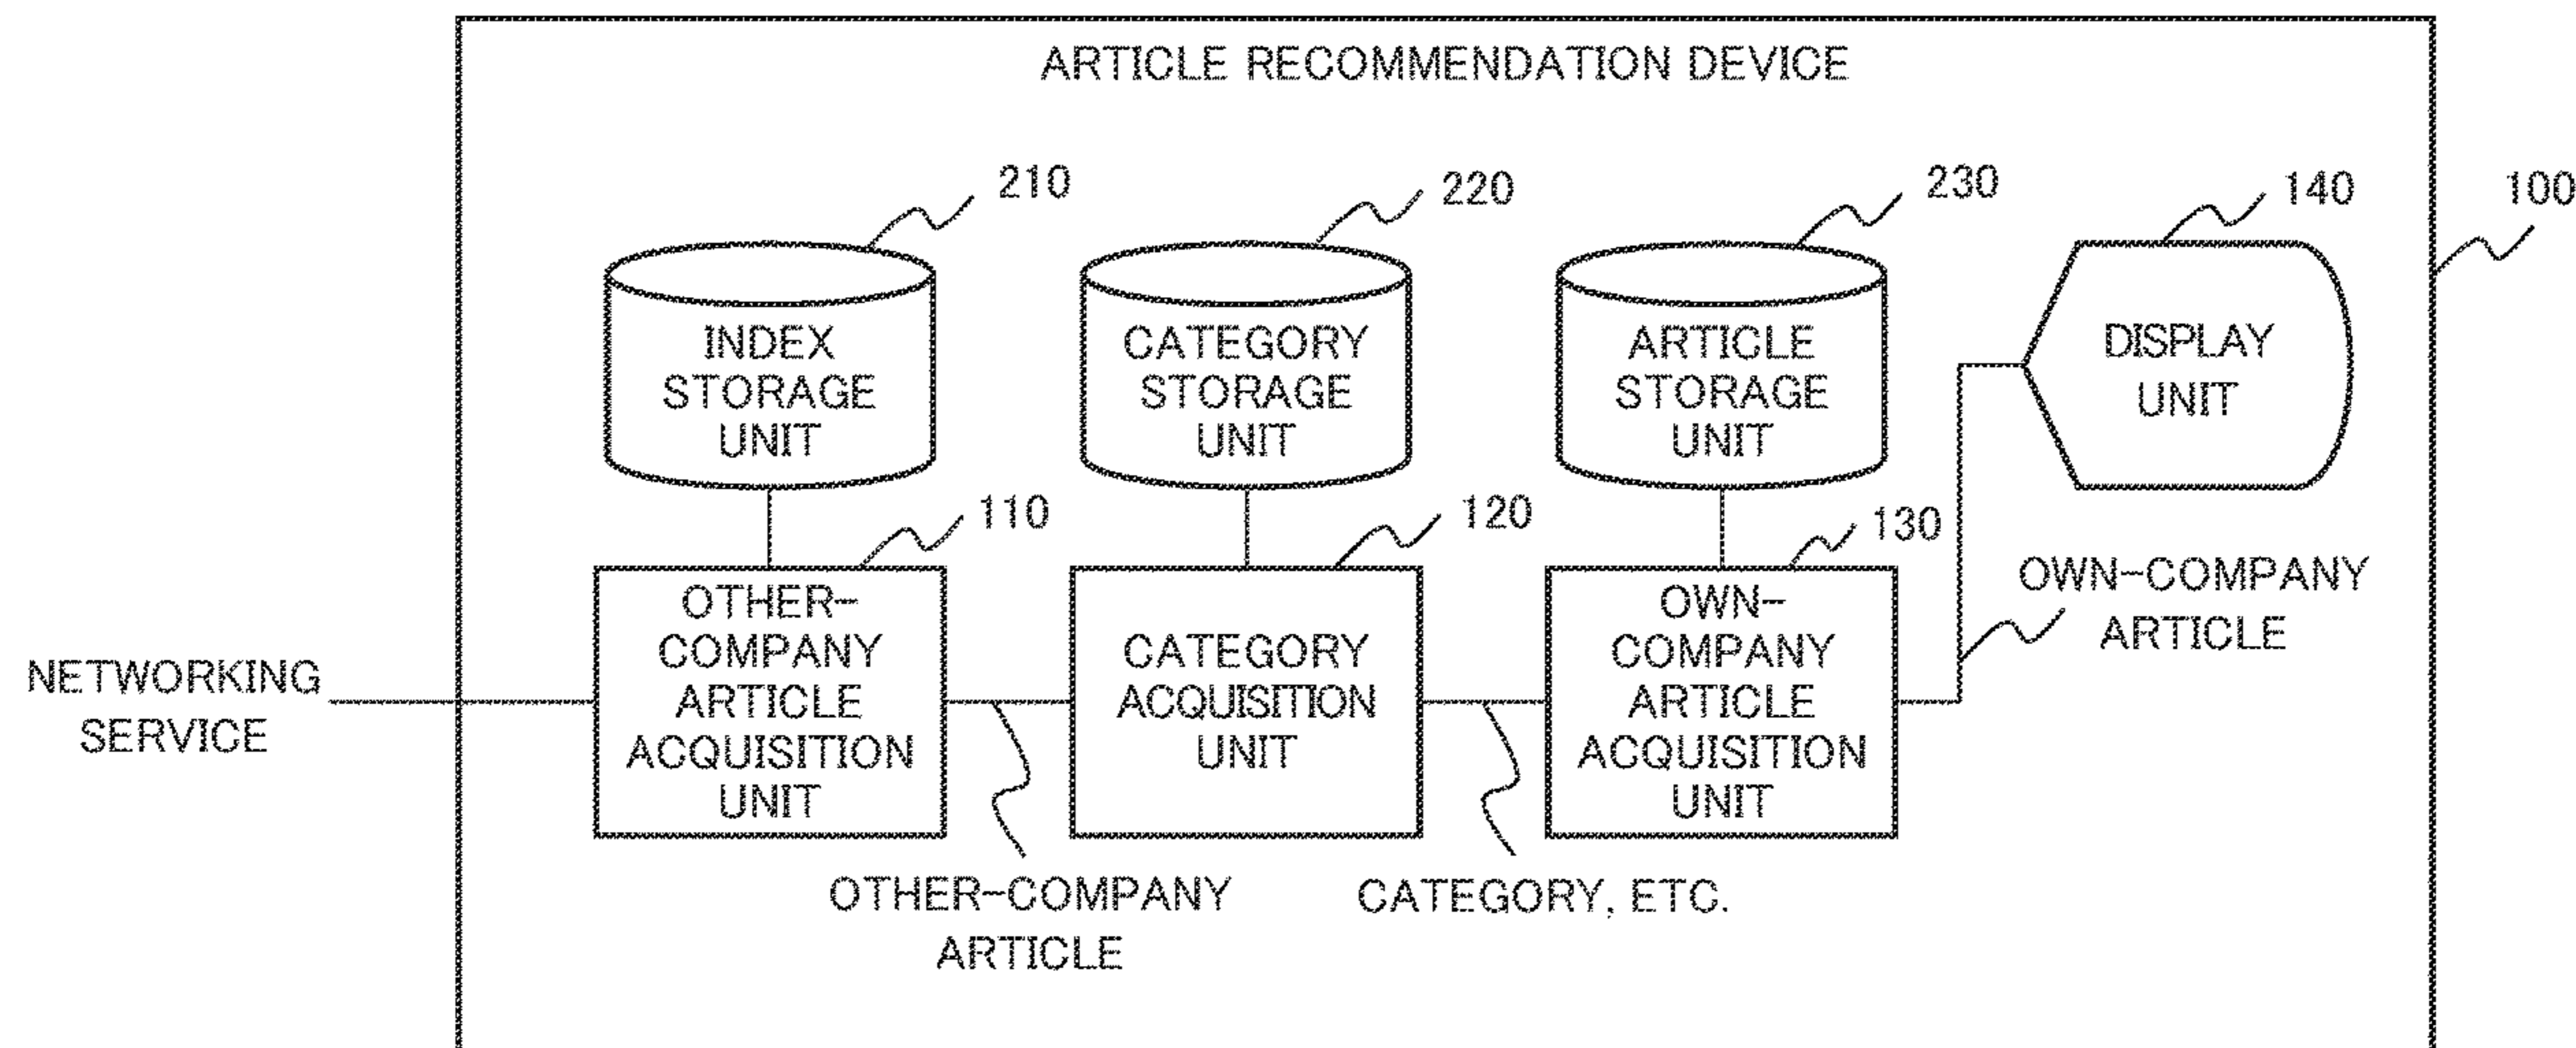 ARTICLE RECOMMENDATION DEVICE
210
220
230
140
100
INDEX
STORAGE
UNIT
CATEGORY
STORAGE
UNIT
ARTICLE
STORAGE
UNIT
DISPLAY
UNIT
110
120
130
OTHER-
COMPANY
ARTICLE
ACQUISITION
UNIT
CATEGORY
ACQUISITION
UNIT
OWN-
COMPANY
ARTICLE
ACQUISITION
UNIT
OWN-COMPANY
ARTICLE
NETWORKING
SERVICE
OTHER-COMPANY
ARTICLE
CATEGORY, ETC.